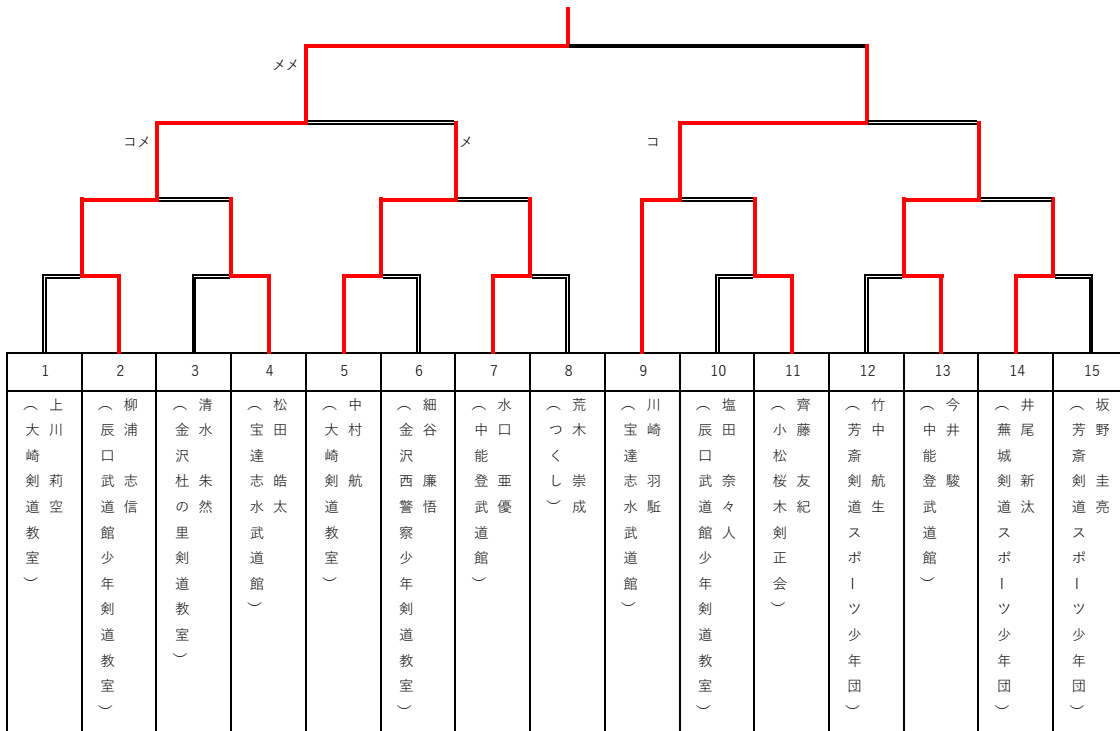 メメ
コメ
メ
コ
1
2
3
4
5
6
7
8
9
10
11
12
13
14
15
上川 莉空
（大崎剣道教室）
柳浦 志信
（辰口武道館少年剣道教室）
清水 朱然
（金沢杜の里剣道教室）
松田 皓太
（宝達志水武道館）
中村 航
（大崎剣道教室）
細谷 廉悟
（金沢西警察少年剣道教室）
水口 亜優
（中能登武道館）
荒木 崇成
（つくし）
川崎 羽駈
（宝達志水武道館）
塩田 奈々人
（辰口武道館少年剣道教室）
齊藤 友紀
（小松桜木剣正会）
竹中 航生
（芳斎剣道スポーツ少年団）
今井 駿
（中能登武道館）
井尾 新汰
（蕪城剣道スポーツ少年団）
坂野 圭亮
（芳斎剣道スポーツ少年団）